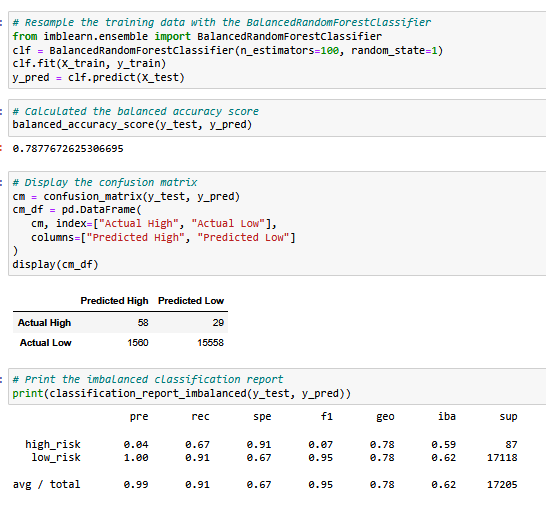 # Resample the training data with the BalancedRandomForestClassifier
from imblearn.ensemble import BalancedRandomForestClassifier
clf = BalancedRandomForestClassifier(n_estimators=100, random_state=1)
clf.fit(X_train, y_train)
y_pred = clf.predict(X_test)
# Calculated the balanced accuracy score
balanced_accuracy_score(y_test, y_pred)
0.7877672625306695
# Display the confusion matrix
cm = confusion_matrix(y_test, y_pred)
cm_df = pd.DataFrame(
cm, index=["Actual High", "Actual Low"],
columns=["Predicted High", "Predicted Low"]
)
display(cm_df)
Predicted High Predicted Low
Actual High 58 29
Actual Low 1560 15558
# Print the imbalanced classification report
print(classification_report_imbalanced(y_test, y_pred))
pre rec spe f1 geo iba sup
high_risk 0.04 0.67 0.91 0.07 0.78 0.59 87
low_risk 1.00 0.91 0.67 0.95 0.78 0.62 17118
avg / total 0.99 0.91 0.67 0.95 0.78 0.62 17205